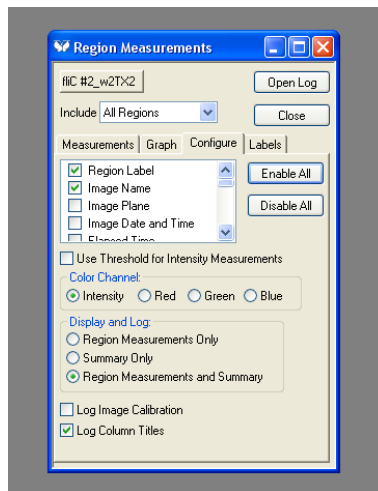 Region Measurements
fliC #2_w2TX2
Open Log
Include All Regions
Close
Measurements Graph Configure Labels
Region Label
Enable All
Image Name
Image Plane
Disable All
Image Date and Time
Elapsed Time
Use Threshold for Intensity Measurements
Color Channel:
Intensity Red Green Blue
Display and Log:
Region Measurements Only
Summary Only
Region Measurements and Summary
Log Image Calibration
Log Column Titles